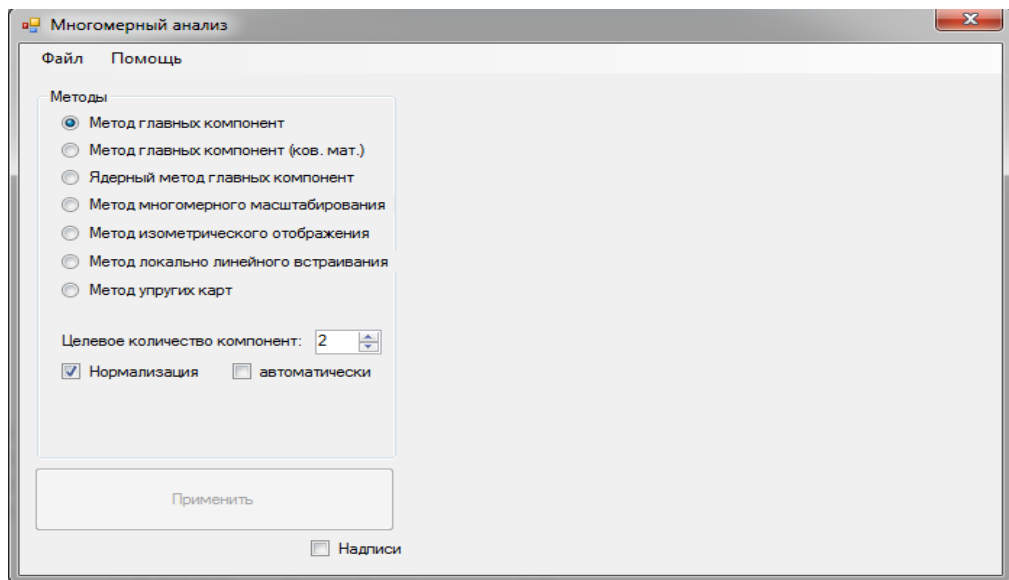 Многомерный анализ
Файл Помощь
Методы
Метод главных компонент
Метод главных компонент (ков. мат.)
Ядерный метод главных компонент
Метод многомерного масштабирования
Метод изометрического отображения
Метод локально линейного встраивания
Метод упругих карт
Целевое количество компонент: 2
Нормализация автоматически
Применить
Надписи